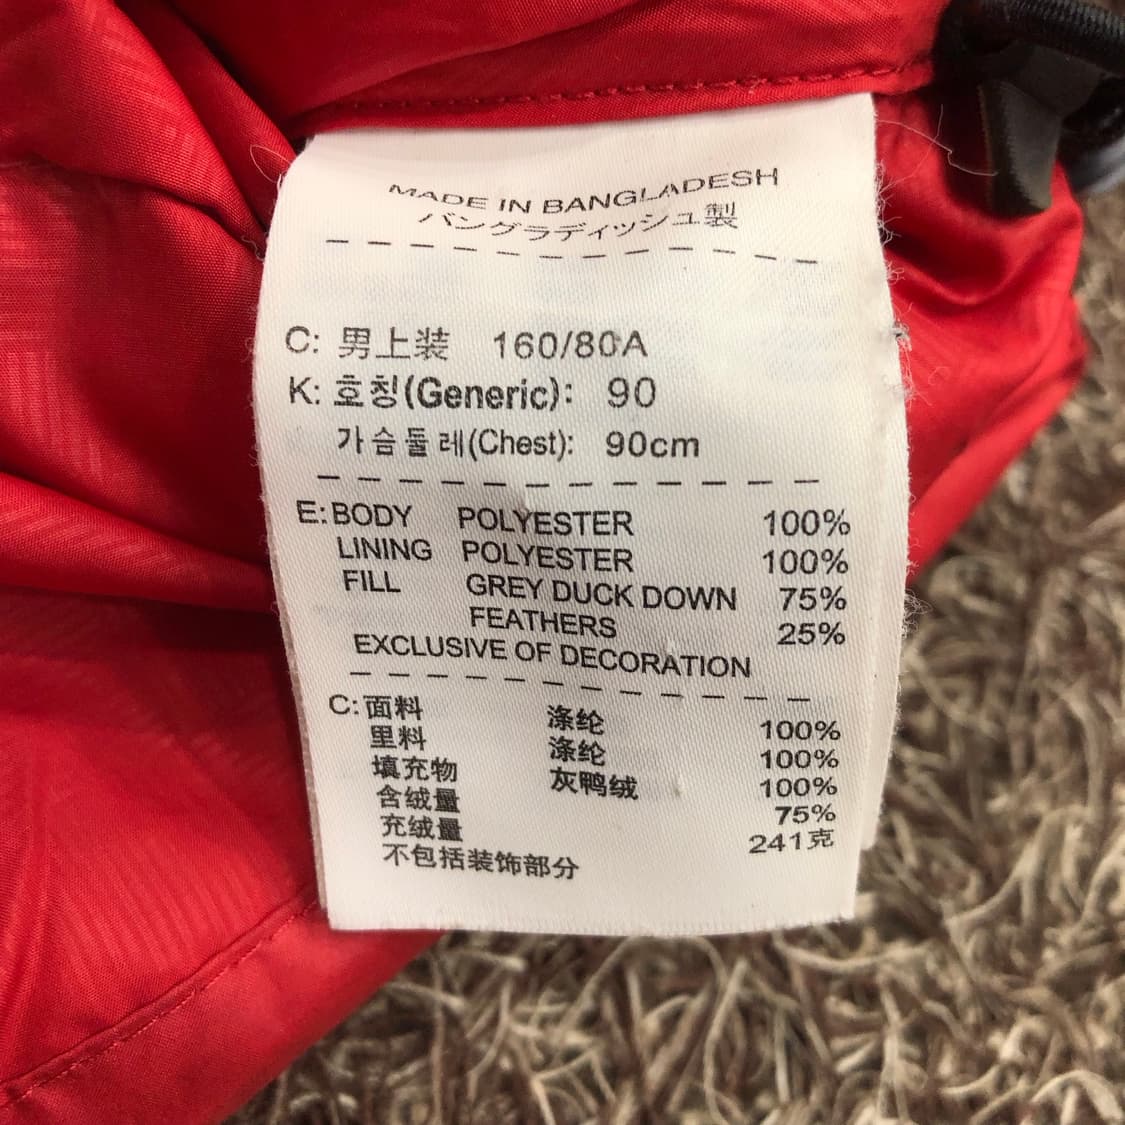 MADE IN BANGLADESH
バングラディッシュ製
C: 男上装 160/80A
K: 호칭(Generic): 90
가슴둘레(Chest): 90cm
E: BODY POLYESTER 100%
LINING POLYESTER 100%
FILL GREY DUCK DOWN 75%
FEATHERS 25%
EXCLUSIVE OF DECORATION
C: 面料 涤纶 100%
里料 涤纶 100%
填充物 灰鸭绒 100%
含绒量 75%
充绒量 241克
不包括装饰部分